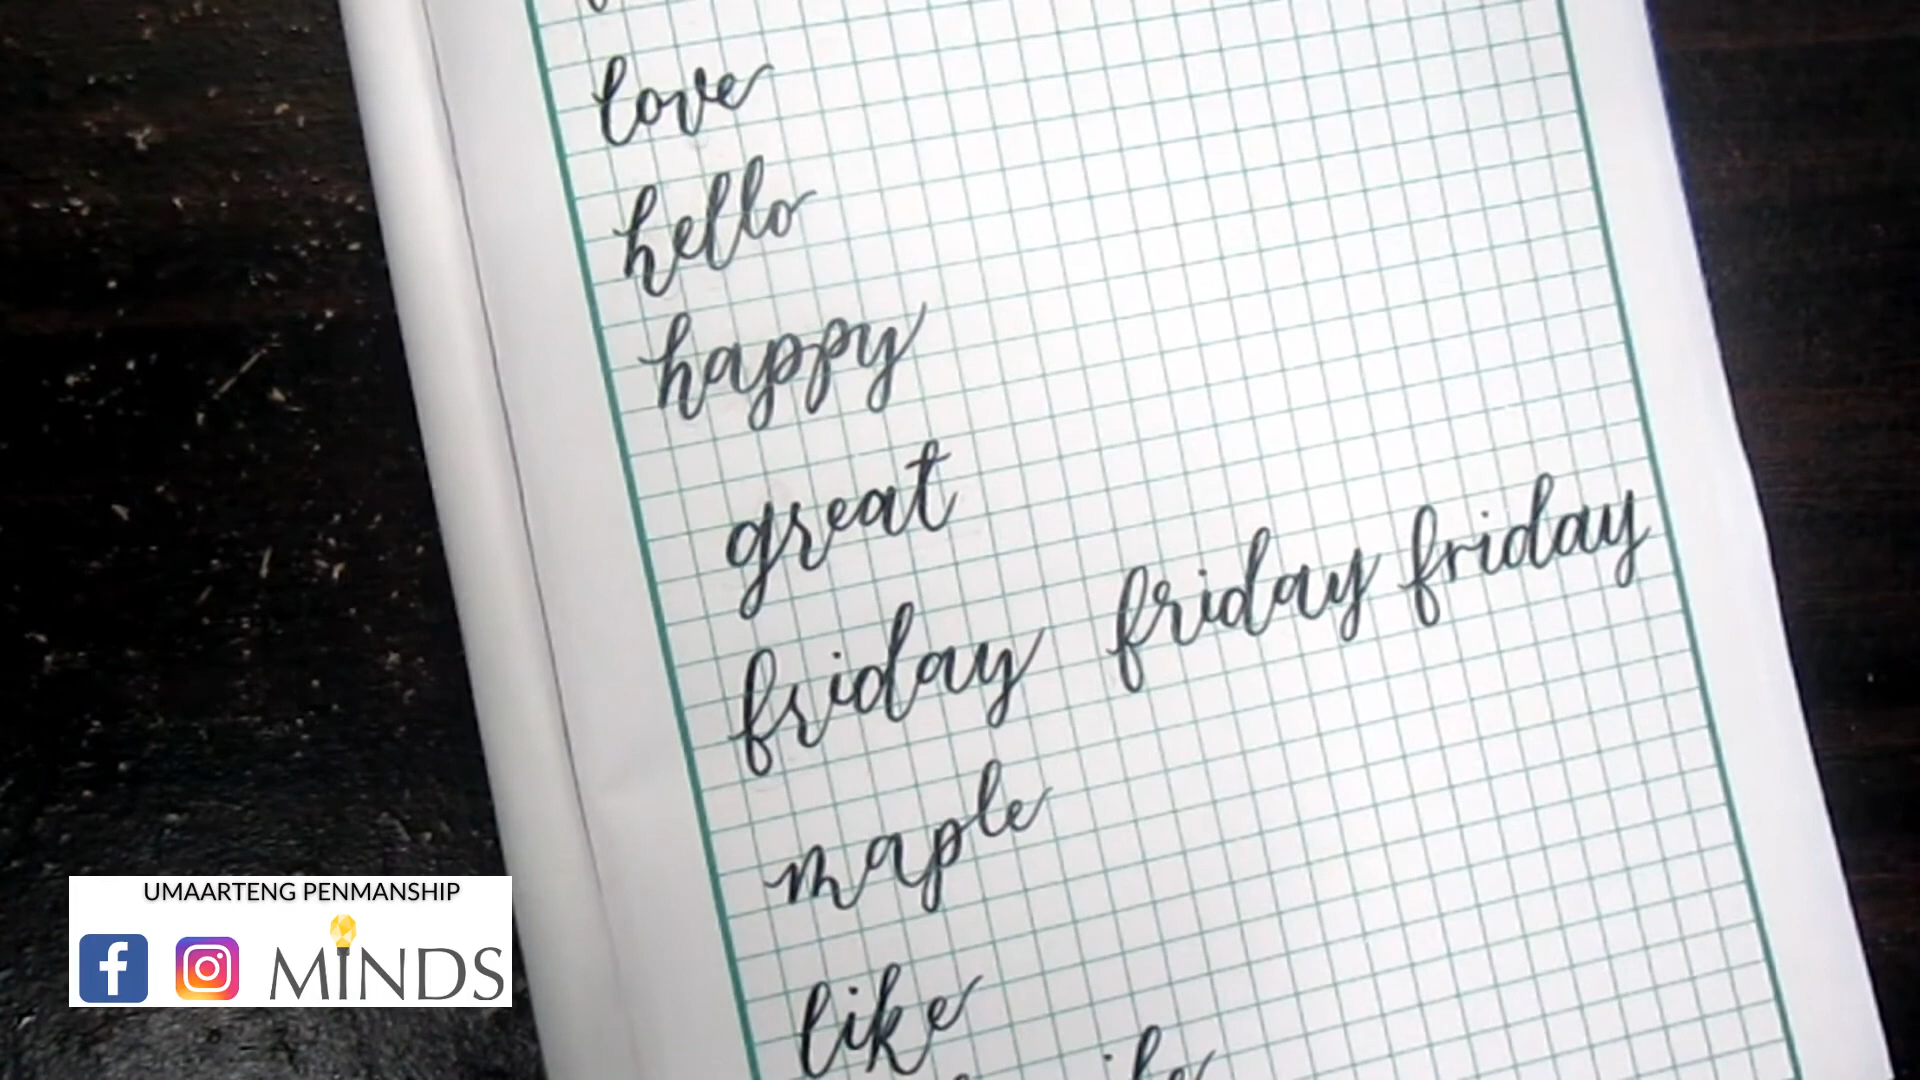 love
hello
happy
great
friday friday friday
maple
like
UMAARTENG PENMANSHIP
MINDS